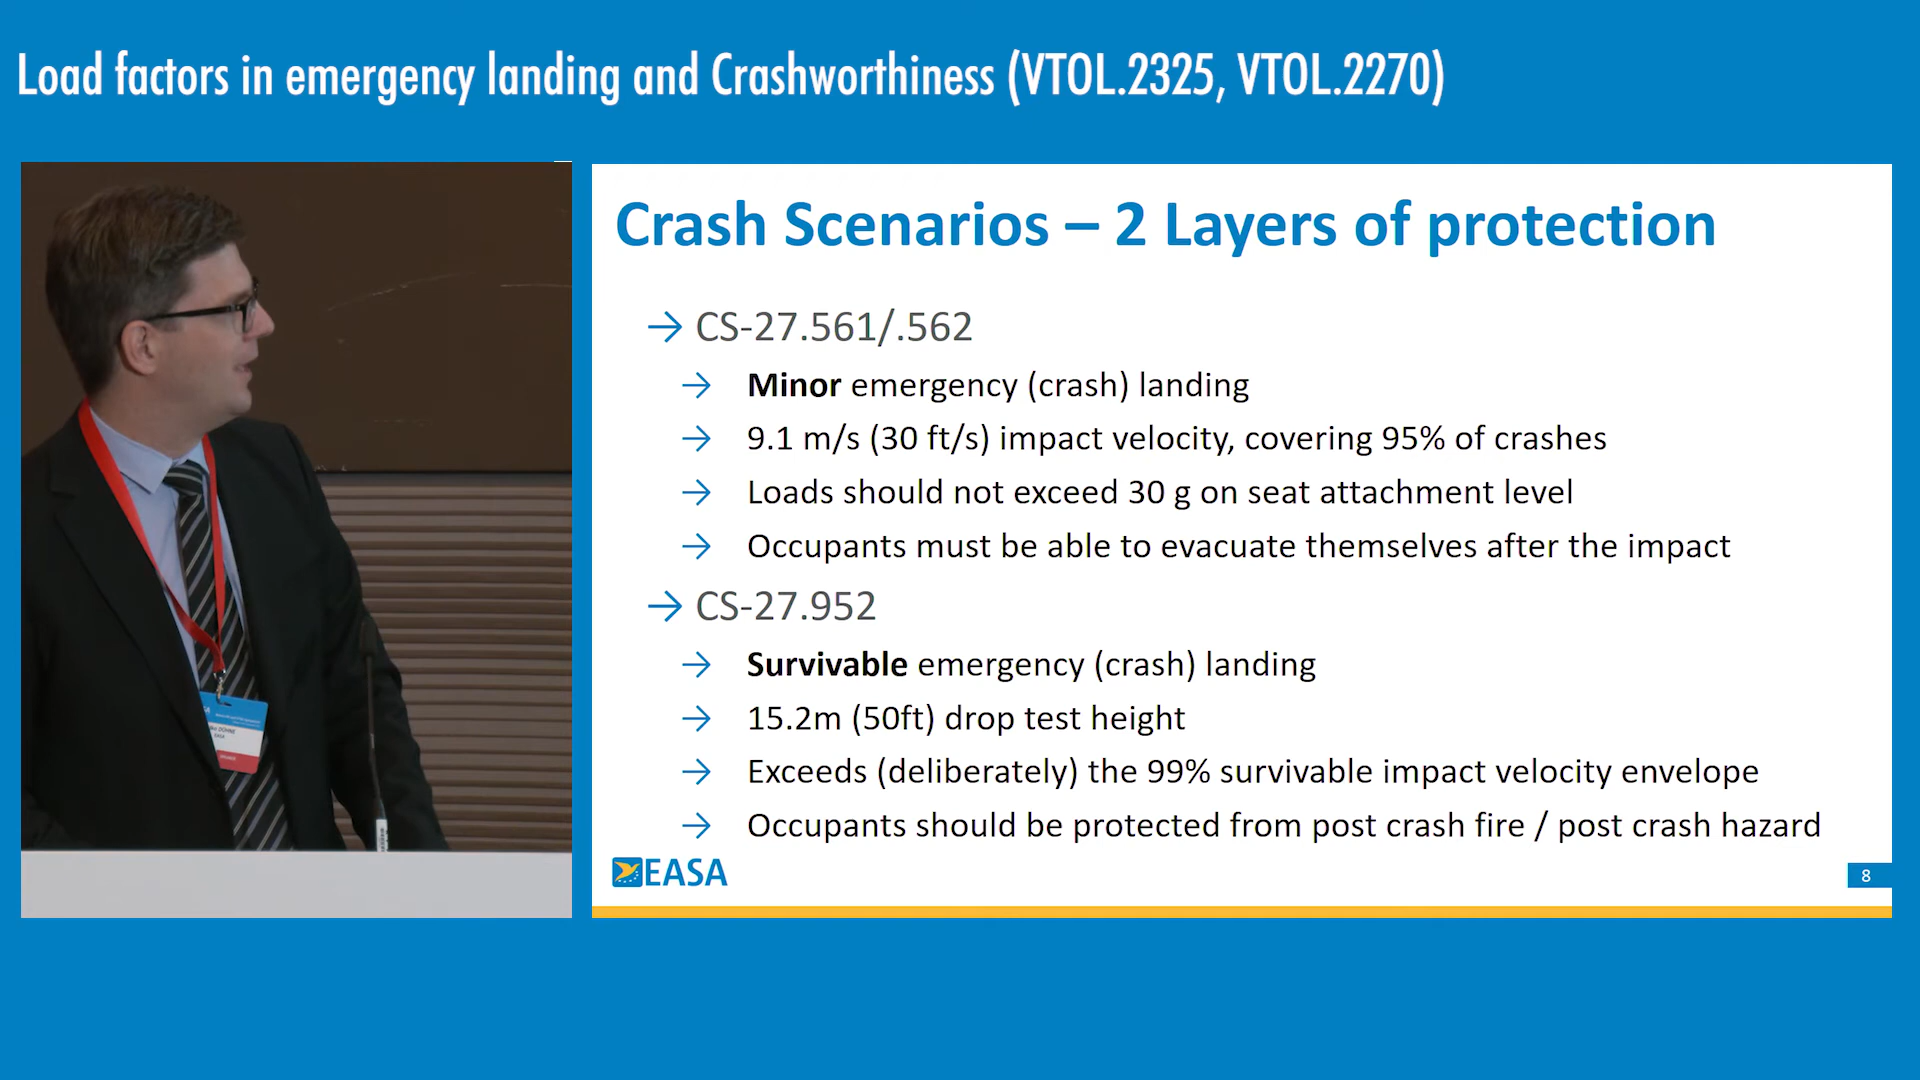 Load factors in emergency landing and Crashworthiness (VTOL.2325, VTOL.2270)
Crash Scenarios – 2 Layers of protection
→ CS-27.561/.562
→ Minor emergency (crash) landing
→ 9.1 m/s (30 ft/s) impact velocity, covering 95% of crashes
→ Loads should not exceed 30 g on seat attachment level
→ Occupants must be able to evacuate themselves after the impact
→ CS-27.952
→ Survivable emergency (crash) landing
→ 15.2m (50ft) drop test height
→ Exceeds (deliberately) the 99% survivable impact velocity envelope
→ Occupants should be protected from post crash fire / post crash hazard
EASA
8
DOHNE
EASA